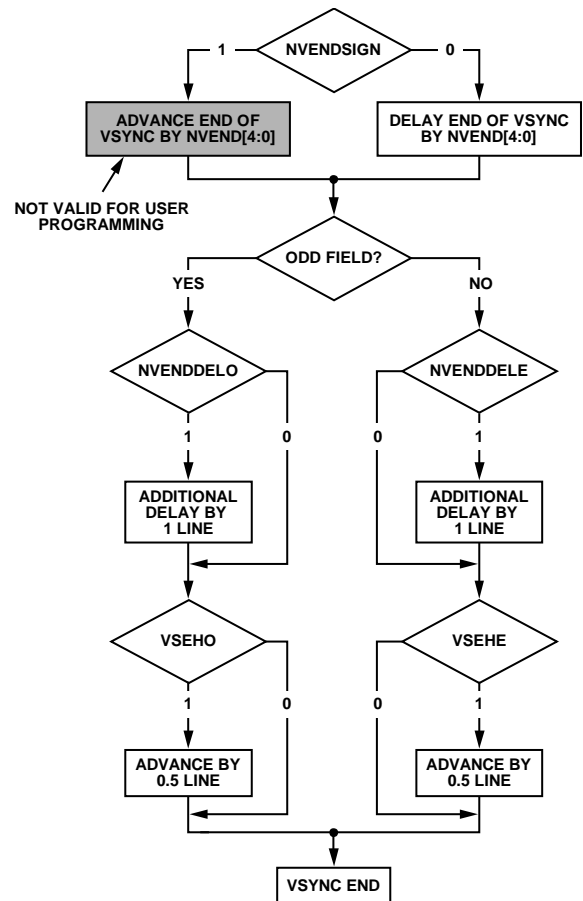 NVENDSIGN
1
0
ADVANCE END OF
VSYNC BY NVEND[4:0]
DELAY END OF VSYNC
BY NVEND[4:0]
NOT VALID FOR USER
PROGRAMMING
ODD FIELD?
YES
NO
NVENDDELO
NVENDDELE
1
0
0
1
ADDITIONAL
DELAY BY
1 LINE
ADDITIONAL
DELAY BY
1 LINE
VSEHO
VSEHE
1
0
0
1
ADVANCE BY
0.5 LINE
ADVANCE BY
0.5 LINE
VSYNC END